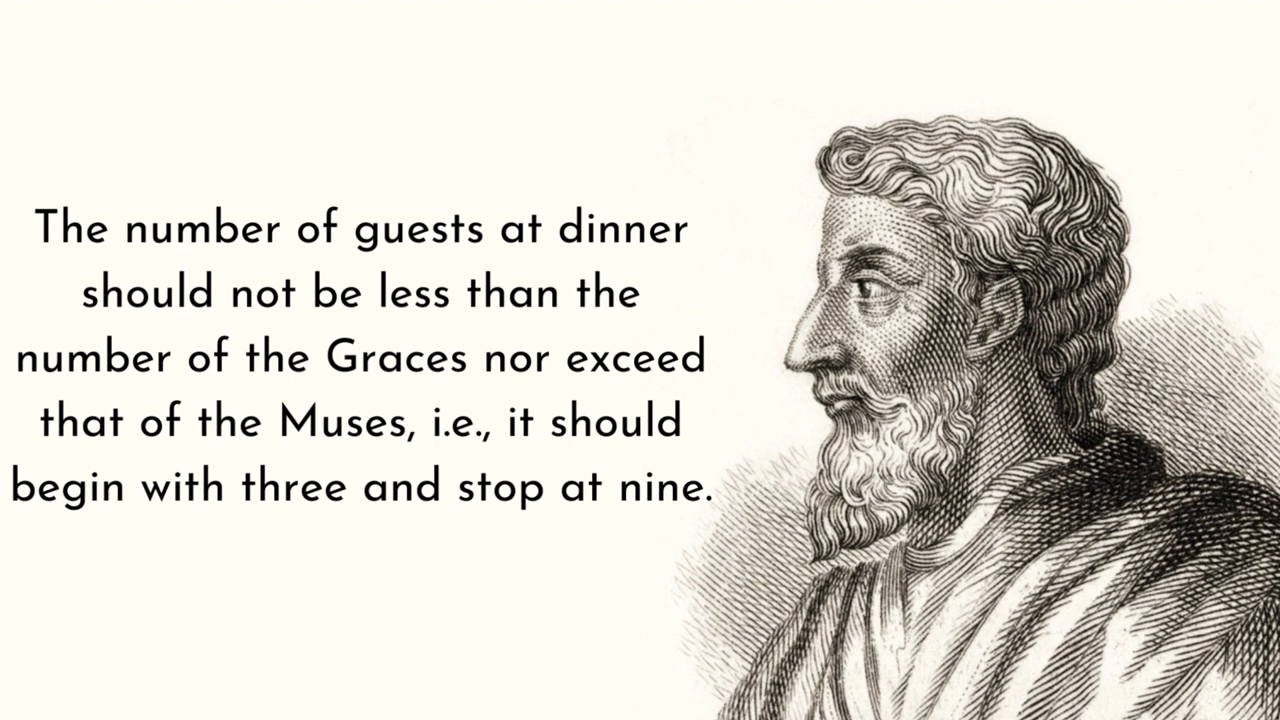 The number of guests at dinner
should not be less than the
number of the Graces nor exceed
that of the Muses, i.e., it should
begin with three and stop at nine.